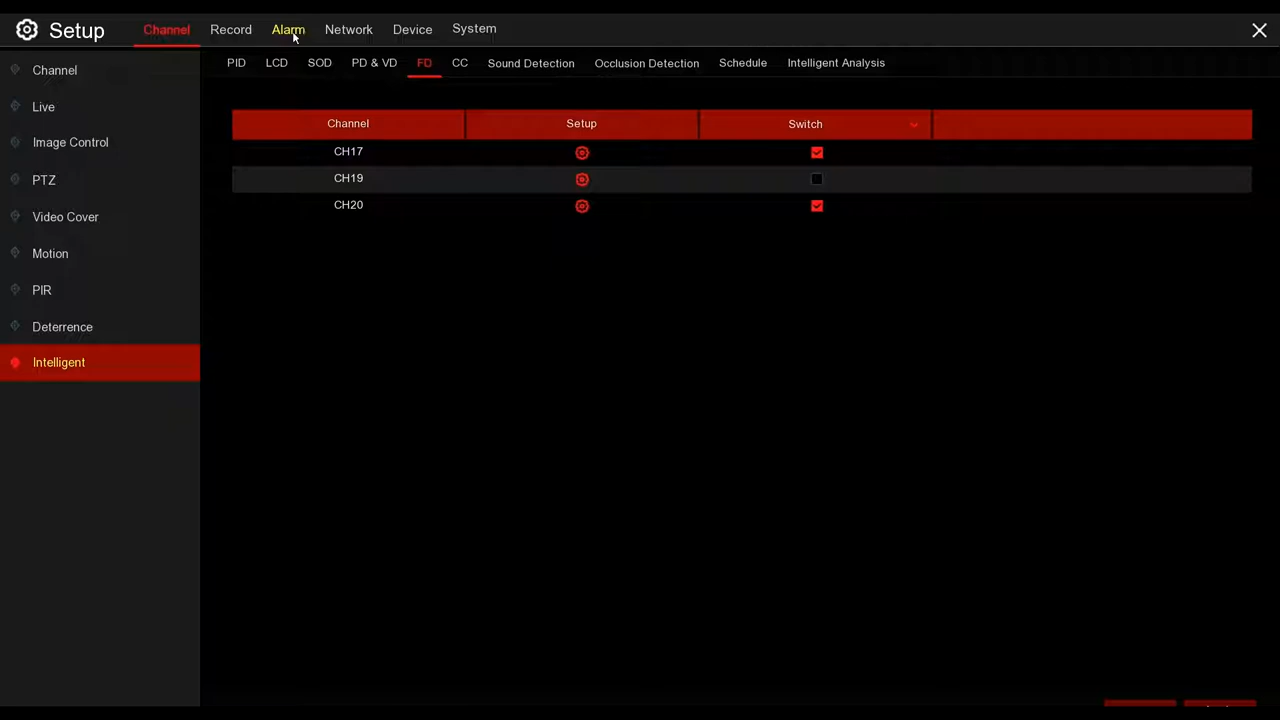 Setup Channel Record Alarm Network Device System
PID LCD SOD PD & VD FD CC Sound Detection Occlusion Detection Schedule Intelligent Analysis
Channel
Live
Image Control
PTZ
Video Cover
Motion
PIR
Deterrence
Intelligent
Channel Setup Switch
CH17
CH19
CH20